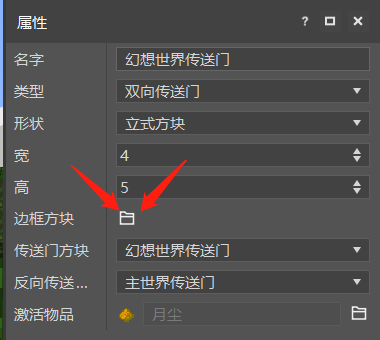 属性 ?
名字 幻想世界传送门
类型 双向传送门
形状 立式方块
宽 4
高 5
边框方块
传送门方块 幻想世界传送门
反向传送... 主世界传送门
激活物品 月尘